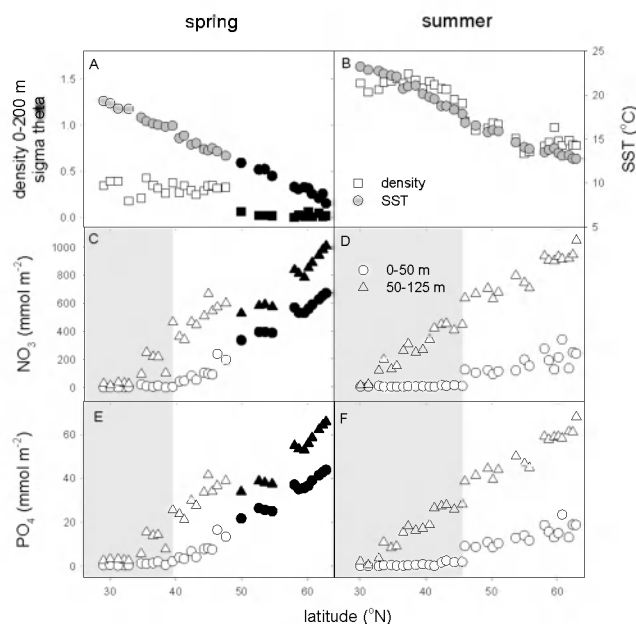 spring
summer
A
B
1.5
1.0
0.5
0.0
density 0-200 m
sigma theta
25
20
15
10
5
SST (°C)
density
SST
C
D
1000
800
600
400
200
0
NO3 (mmol m-2)
0-50 m
50-125 m
E
F
60
40
20
0
PO4 (mmol m-2)
30 40 50 60
30 40 50 60
latitude (°N)